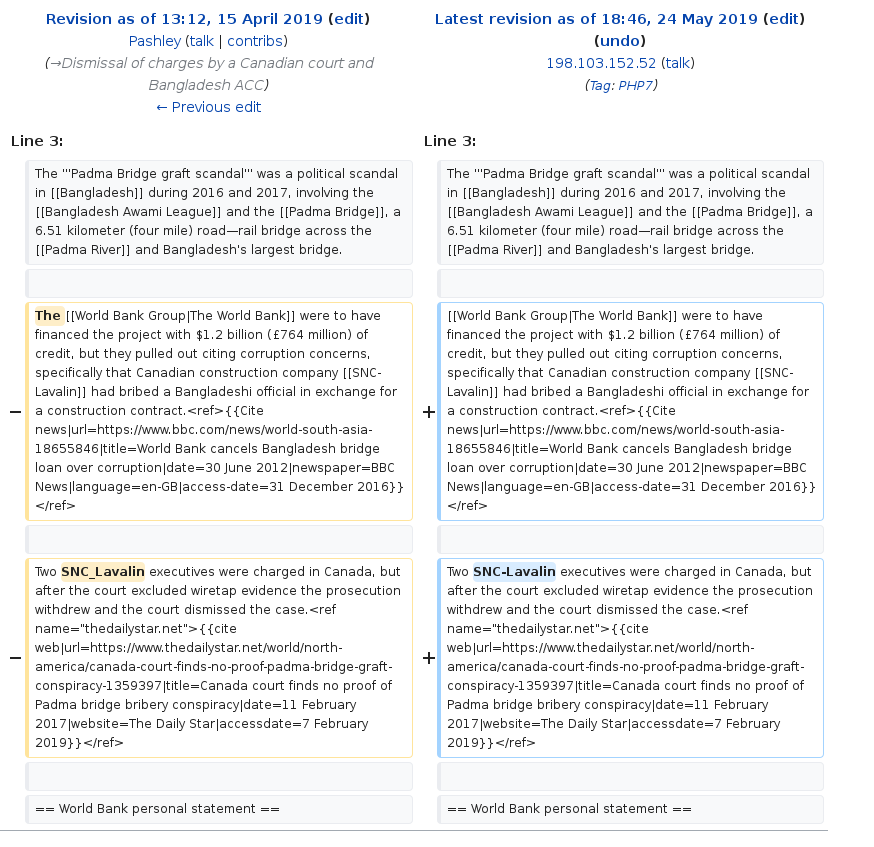 Revision as of 13:12, 15 April 2019 (edit)
Pashley (talk | contribs)
(→Dismissal of charges by a Canadian court and
Bangladesh ACC)
← Previous edit
Latest revision as of 18:46, 24 May 2019 (edit)
(undo)
198.103.152.52 (talk)
(Tag: PHP7)
Line 3:
The '''Padma Bridge graft scandal''' was a political scandal
in [[Bangladesh]] during 2016 and 2017, involving the
[[Bangladesh Awami League]] and the [[Padma Bridge]], a
6.51 kilometer (four mile) road—rail bridge across the
[[Padma River]] and Bangladesh's largest bridge.
− The [[World Bank Group|The World Bank]] were to have
financed the project with $1.2 billion (£764 million) of
credit, but they pulled out citing corruption concerns,
specifically that Canadian construction company [[SNC-
Lavalin]] had bribed a Bangladeshi official in exchange for
a construction contract.<ref>{{Cite
news|url=https://www.bbc.com/news/world-south-asia-
18655846|title=World Bank cancels Bangladesh bridge
loan over corruption|date=30 June 2012|newspaper=BBC
News|language=en-GB|access-date=31 December 2016}}
</ref>
− Two SNC_Lavalin executives were charged in Canada, but
after the court excluded wiretap evidence the prosecution
withdrew and the court dismissed the case.<ref
name="thedailystar.net">{{cite
web|url=https://www.thedailystar.net/world/north-
america/canada-court-finds-no-proof-padma-bridge-graft-
conspiracy-1359397|title=Canada court finds no proof of
Padma bridge bribery conspiracy|date=11 February
2017|website=The Daily Star|accessdate=7 February
2019}}</ref>
== World Bank personal statement ==
Line 3:
The '''Padma Bridge graft scandal''' was a political scandal
in [[Bangladesh]] during 2016 and 2017, involving the
[[Bangladesh Awami League]] and the [[Padma Bridge]], a
6.51 kilometer (four mile) road—rail bridge across the
[[Padma River]] and Bangladesh's largest bridge.
+ [[World Bank Group|The World Bank]] were to have
financed the project with $1.2 billion (£764 million) of
credit, but they pulled out citing corruption concerns,
specifically that Canadian construction company [[SNC-
Lavalin]] had bribed a Bangladeshi official in exchange for
a construction contract.<ref>{{Cite
news|url=https://www.bbc.com/news/world-south-asia-
18655846|title=World Bank cancels Bangladesh bridge
loan over corruption|date=30 June 2012|newspaper=BBC
News|language=en-GB|access-date=31 December 2016}}
</ref>
+ Two SNC-Lavalin executives were charged in Canada, but
after the court excluded wiretap evidence the prosecution
withdrew and the court dismissed the case.<ref
name="thedailystar.net">{{cite
web|url=https://www.thedailystar.net/world/north-
america/canada-court-finds-no-proof-padma-bridge-graft-
conspiracy-1359397|title=Canada court finds no proof of
Padma bridge bribery conspiracy|date=11 February
2017|website=The Daily Star|accessdate=7 February
2019}}</ref>
== World Bank personal statement ==